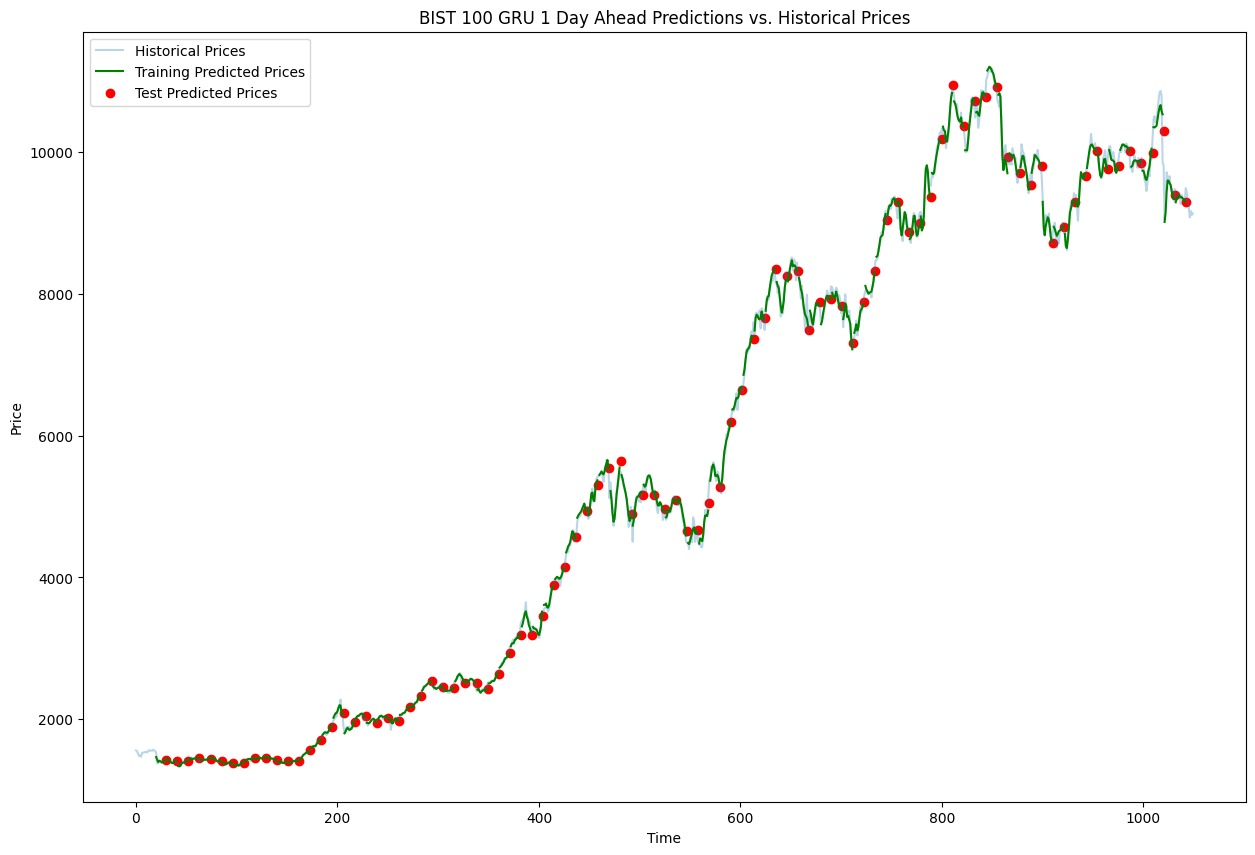 BIST 100 GRU 1 Day Ahead Predictions vs. Historical Prices
Historical Prices
Training Predicted Prices
Test Predicted Prices
10000
8000
6000
4000
2000
Price
0 200 400 600 800 1000
Time